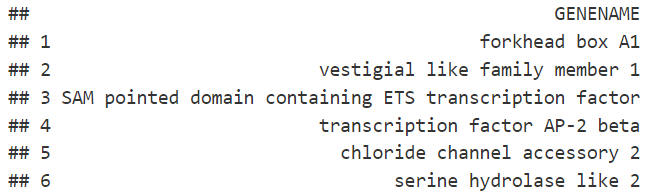 ## GENENAME
## 1 forkhead box A1
## 2 vestigial like family member 1
## 3 SAM pointed domain containing ETS transcription factor
## 4 transcription factor AP-2 beta
## 5 chloride channel accessory 2
## 6 serine hydrolase like 2